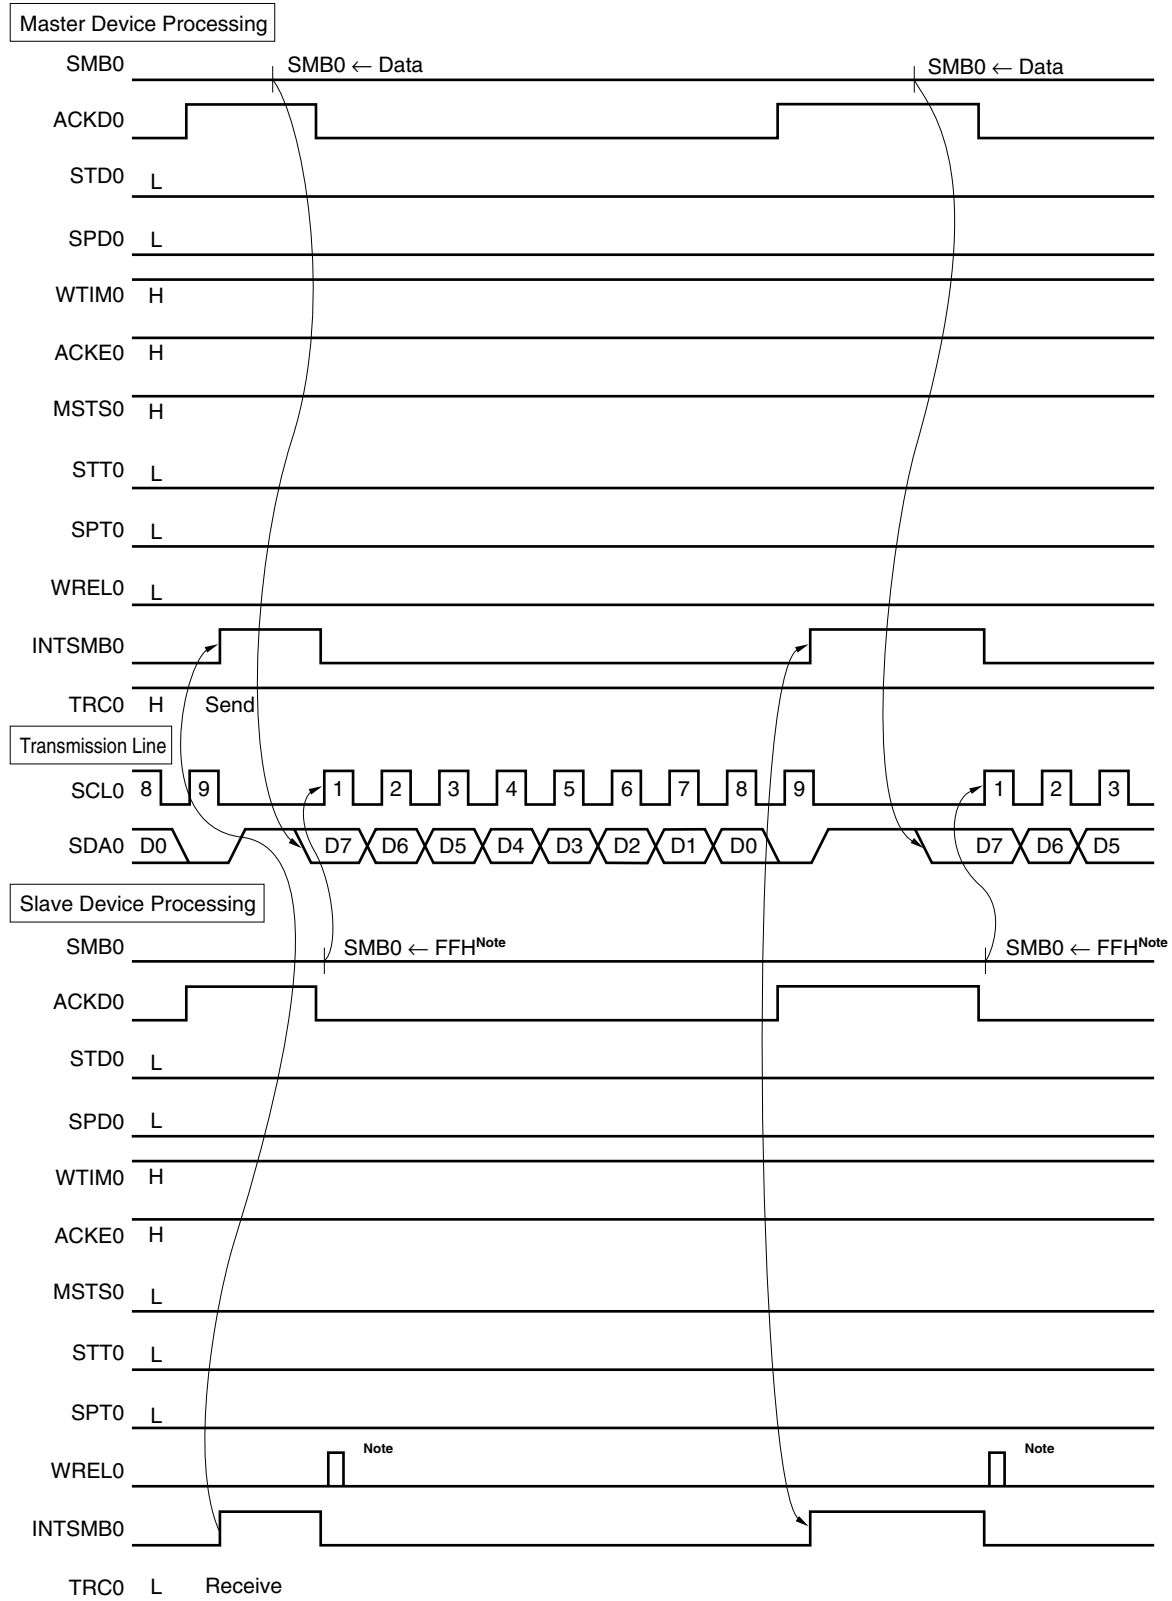 Master Device Processing
SMB0 SMB0 ← Data SMB0 ← Data
ACKD0
STD0 L
SPD0 L
WTIM0 H
ACKE0 H
MSTS0 H
STT0 L
SPT0 L
WREL0 L
INTSMB0
TRC0 H Send
Transmission Line
SCL0 8 9 1 2 3 4 5 6 7 8 9 1 2 3
SDA0 D0 D7 D6 D5 D4 D3 D2 D1 D0 D7 D6 D5
Slave Device Processing
SMB0 SMB0 ← FFHNote SMB0 ← FFHNote
ACKD0
STD0 L
SPD0 L
WTIM0 H
ACKE0 H
MSTS0 L
STT0 L
SPT0 L
WREL0 Note Note
INTSMB0
TRC0 L Receive